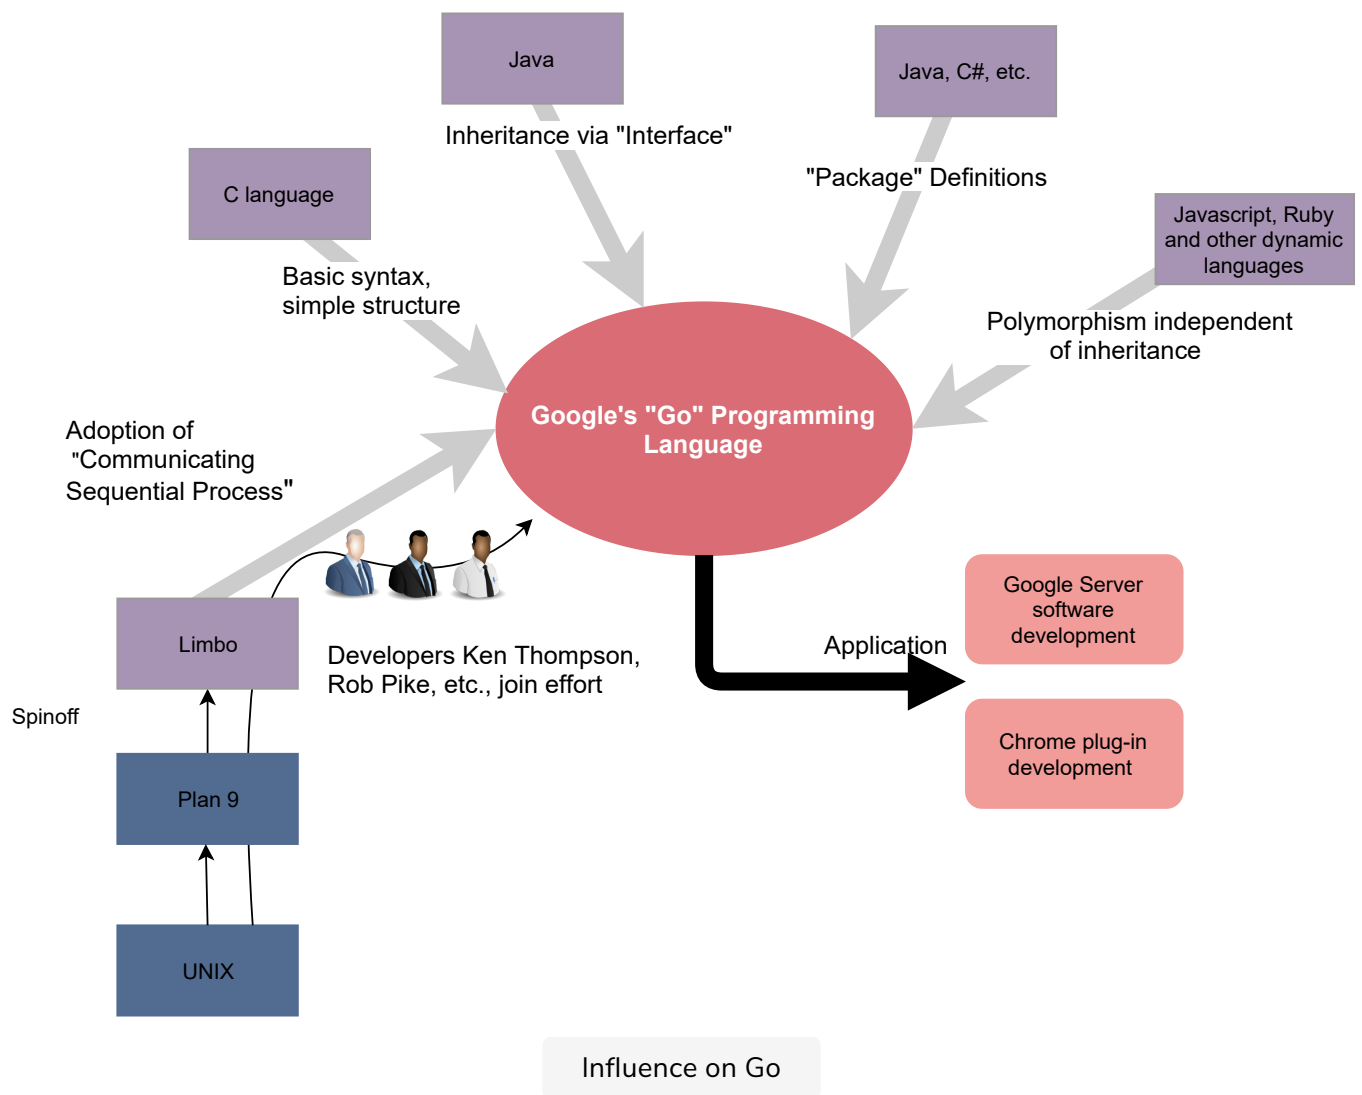 Java
Java, C#, etc.
Inheritance via "Interface"
"Package" Definitions
C language
Javascript, Ruby
and other dynamic
languages
Basic syntax,
simple structure
Polymorphism independent
of inheritance
Google's "Go" Programming
Language
Adoption of
"Communicating
Sequential Process"
Google Server
software
development
Limbo
Developers Ken Thompson,
Rob Pike, etc., join effort
Application
Spinoff
Chrome plug-in
development
Plan 9
UNIX
Influence on Go